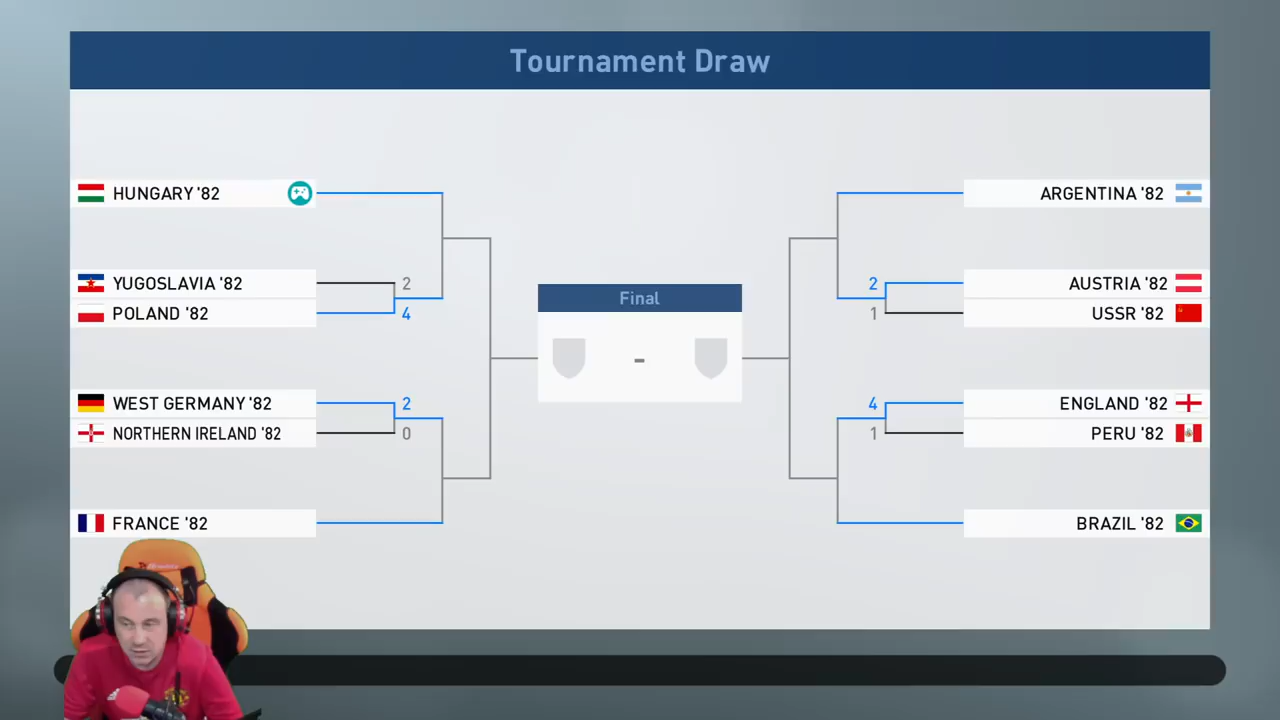 Tournament Draw
HUNGARY '82
YUGOSLAVIA '82 2
POLAND '82 4
WEST GERMANY '82 2
NORTHERN IRELAND '82 0
FRANCE '82
Final
-
ARGENTINA '82
2 AUSTRIA '82
1 USSR '82
4 ENGLAND '82
1 PERU '82
BRAZIL '82